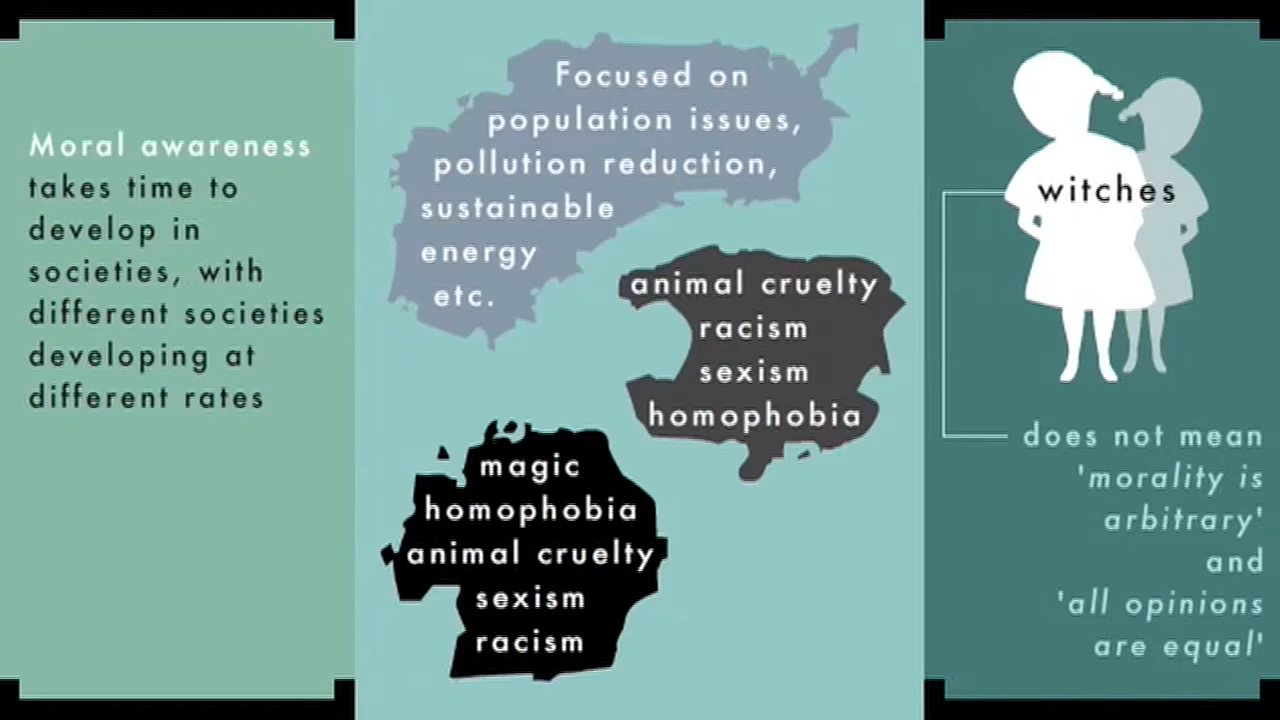 Moral awareness
takes time to
develop in
societies, with
different societies
developing at
different rates
Focused on
population issues,
pollution reduction,
sustainable
energy
etc.
animal cruelty
racism
sexism
homophobia
magic
homophobia
animal cruelty
sexism
racism
witches
does not mean
'morality is
arbitrary'
and
'all opinions
are equal'